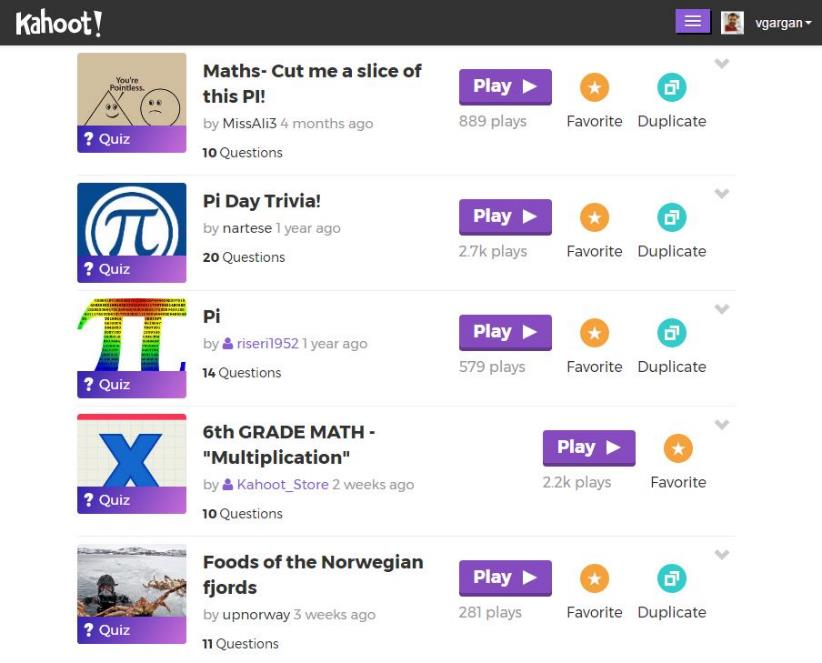 Kahoot!
vgargan
You're
Pointless.
? Quiz
Maths- Cut me a slice of
this PI!
by MissAli3 4 months ago
10 Questions
Play
889 plays
Favorite
Duplicate
π
? Quiz
Pi Day Trivia!
by nartese 1 year ago
20 Questions
Play
2.7k plays
Favorite
Duplicate
? Quiz
Pi
by riseri1952 1 year ago
14 Questions
Play
579 plays
Favorite
Duplicate
X
? Quiz
6th GRADE MATH -
"Multiplication"
by Kahoot_Store 2 weeks ago
10 Questions
Play
2.2k plays
Favorite
? Quiz
Foods of the Norwegian
fjords
by upnorway 3 weeks ago
11 Questions
Play
281 plays
Favorite
Duplicate